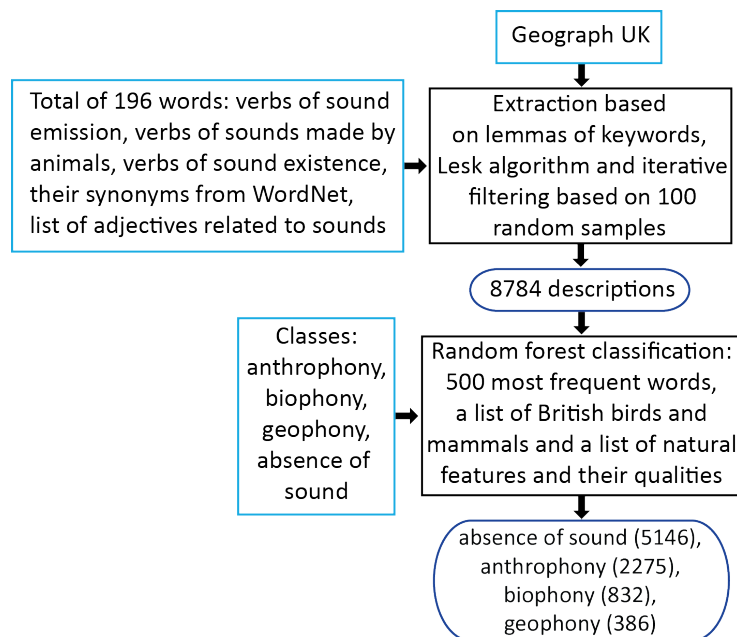 Geograph UK
Total of 196 words: verbs of sound
emission, verbs of sounds made by
animals, verbs of sound existence,
their synonyms from WordNet,
list of adjectives related to sounds
Extraction based
on lemmas of keywords,
Lesk algorithm and iterative
filtering based on 100
random samples
8784 descriptions
Classes:
anthrophony,
biophony,
geophony,
absence of
sound
Random forest classification:
500 most frequent words,
a list of British birds and
mammals and a list of natural
features and their qualities
absence of sound (5146),
anthrophony (2275),
biophony (832),
geophony (386)